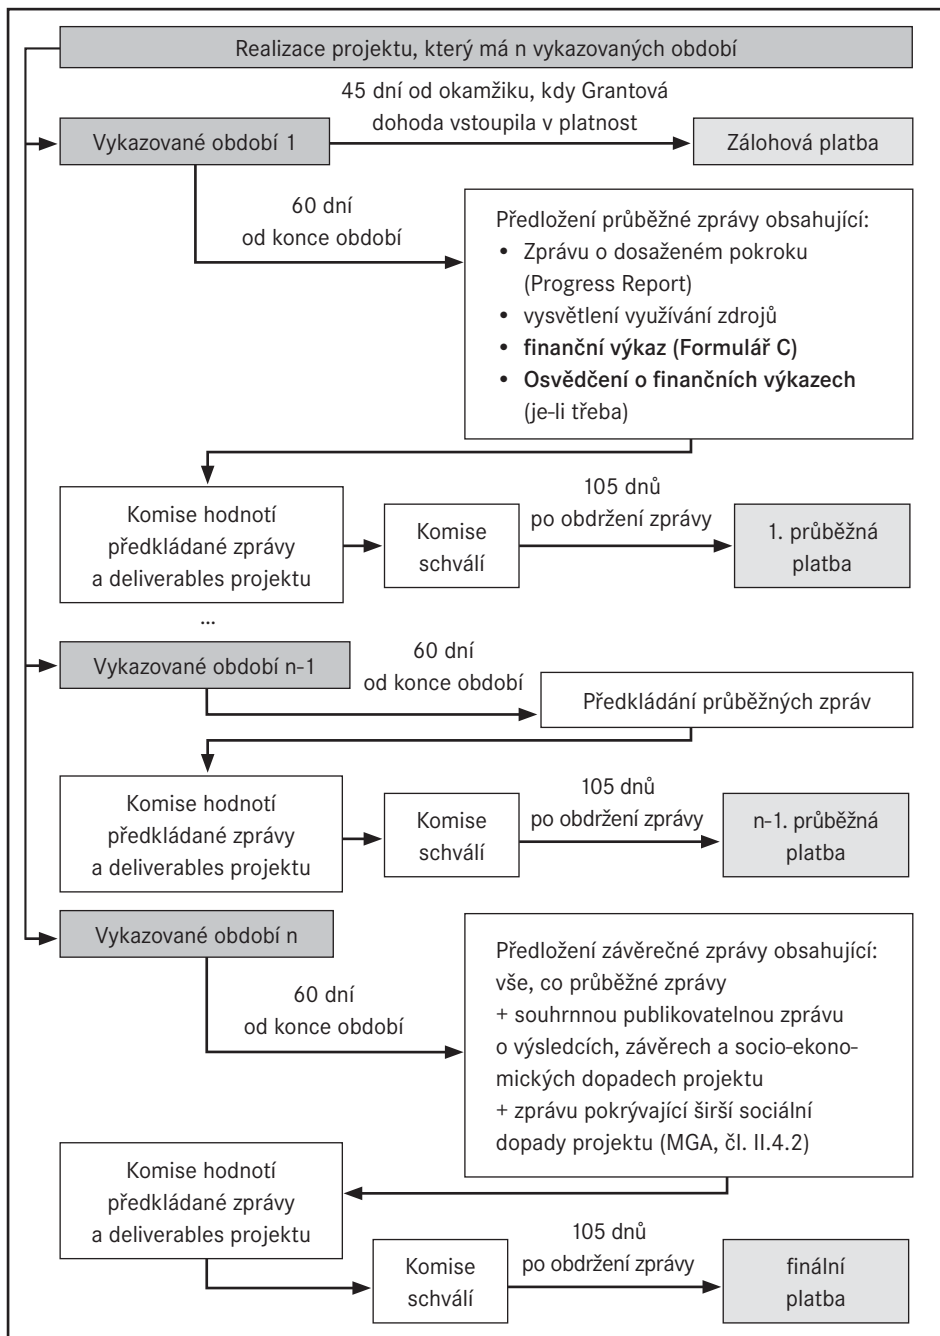 Realizace projektu, který má n vykazovaných období
45 dní od okamžiku, kdy Grantová
dohoda vstoupila v platnost
Vykazované období 1
Zálohová platba
60 dní
od konce období
Předložení průběžné zprávy obsahující:
• Zprávu o dosaženém pokroku
(Progress Report)
• vysvětlení využívání zdrojů
• finanční výkaz (Formulář C)
• Osvědčení o finančních výkazech
(je-li třeba)
Komise hodnotí
předkládané zprávy
a deliverables projektu
Komise
schválí
105 dnů
po obdržení zprávy
1. průběžná
platba
...
Vykazované období n-1
60 dní
od konce období
Předkládání průběžných zpráv
Komise hodnotí
předkládané zprávy
a deliverables projektu
Komise
schválí
105 dnů
po obdržení zprávy
n-1. průběžná
platba
Vykazované období n
60 dní
od konce období
Předložení závěrečné zprávy obsahující:
vše, co průběžné zprávy
+ souhrnnou publikovatelnou zprávu
o výsledcích, závěrech a socio-ekono-
mických dopadech projektu
+ zprávu pokrývající širší sociální
dopady projektu (MGA, čl. II.4.2)
Komise hodnotí
předkládané zprávy
a deliverables projektu
Komise
schválí
105 dnů
po obdržení zprávy
finální
platba